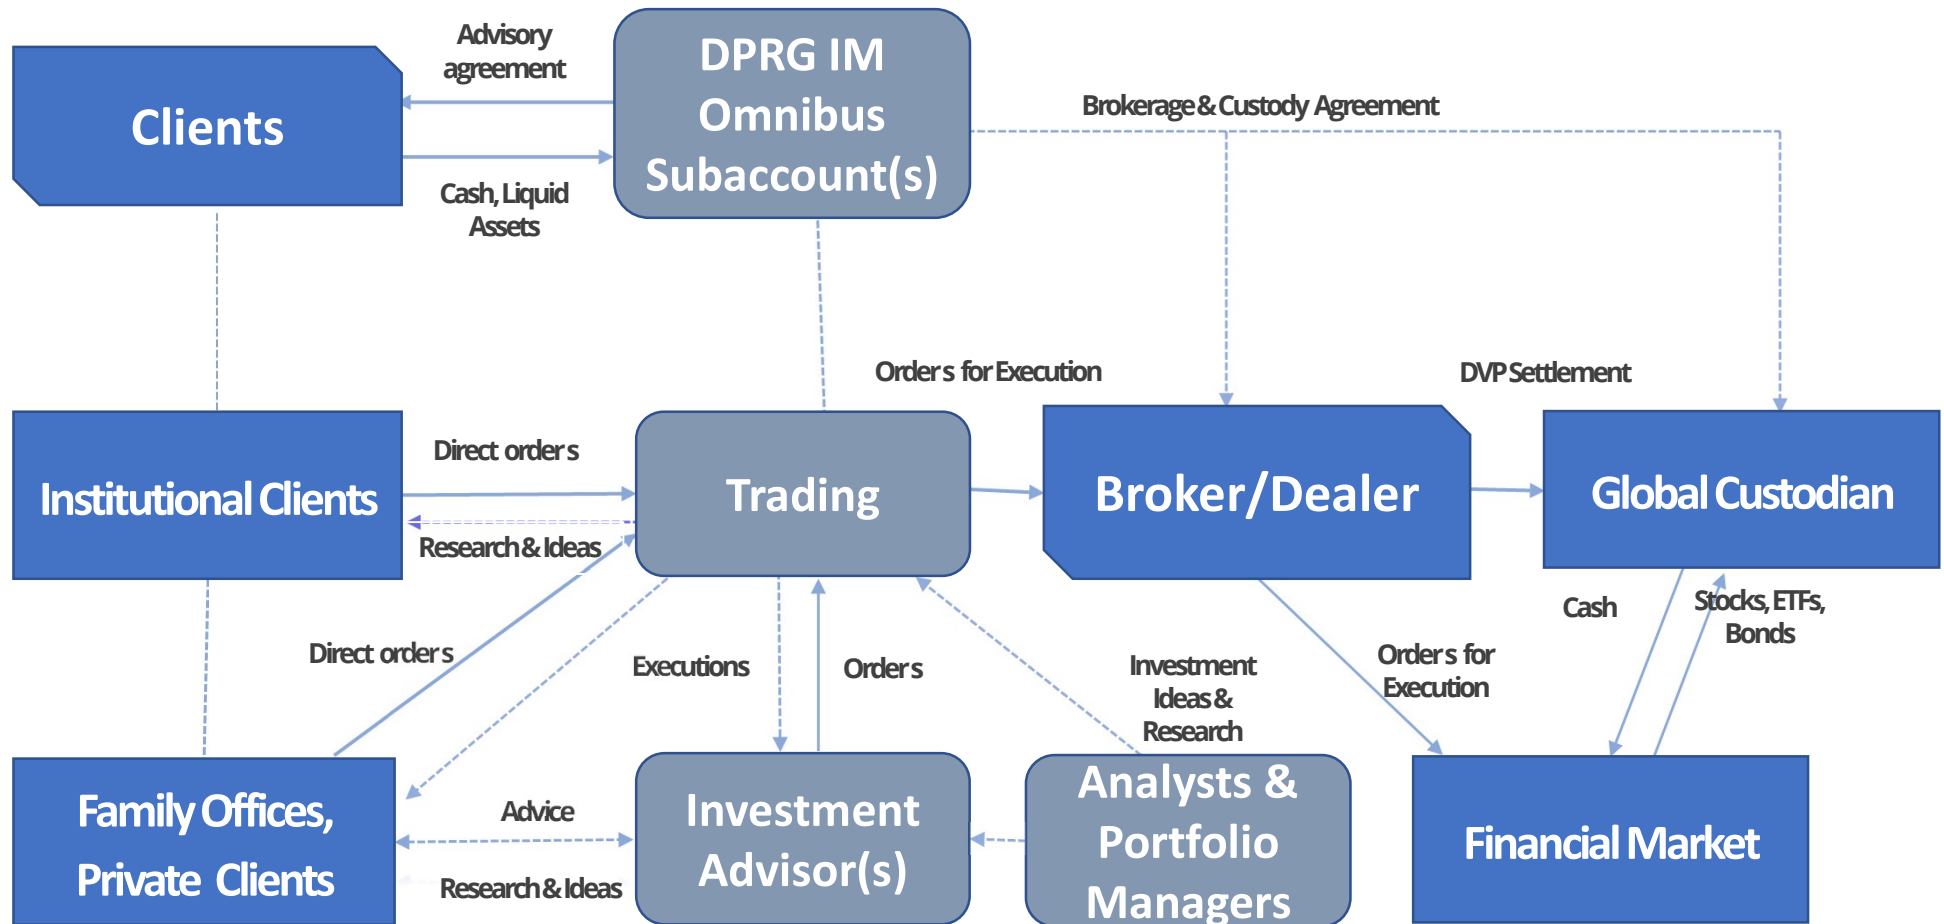 Advisory
agreement
DPRG IM
Omnibus
Subaccount(s)
Clients
Brokerage & Custody Agreement
Cash, Liquid
Assets
Orders for Execution
DVP Settlement
Direct orders
Institutional Clients
Trading
Broker/Dealer
Global Custodian
Research & Ideas
Cash
Stocks, ETFs,
Bonds
Direct orders
Executions
Orders
Investment
Ideas &
Research
Orders for
Execution
Family Offices,
Private Clients
Advice
Research & Ideas
Investment
Advisor(s)
Analysts &
Portfolio
Managers
Financial Market